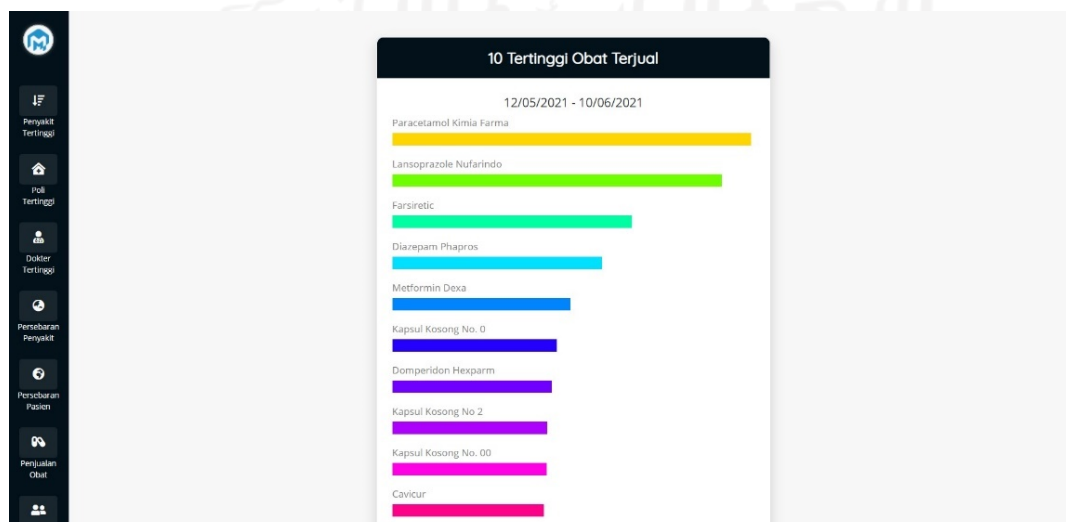 Penyakit
Tertinggi
Poli
Tertinggi
Dokter
Tertinggi
Persebaran
Penyakit
Persebaran
Pasien
Penjualan
Obat
10 Tertinggi Obat Terjual
12/05/2021 - 10/06/2021
Paracetamol Kimia Farma
Lansoprazole Nufarindo
Farsiretic
Diazepam Phapros
Metformin Dexa
Kapsul Kosong No. 0
Domperidon Hexparm
Kapsul Kosong No 2
Kapsul Kosong No. 00
Cavicur